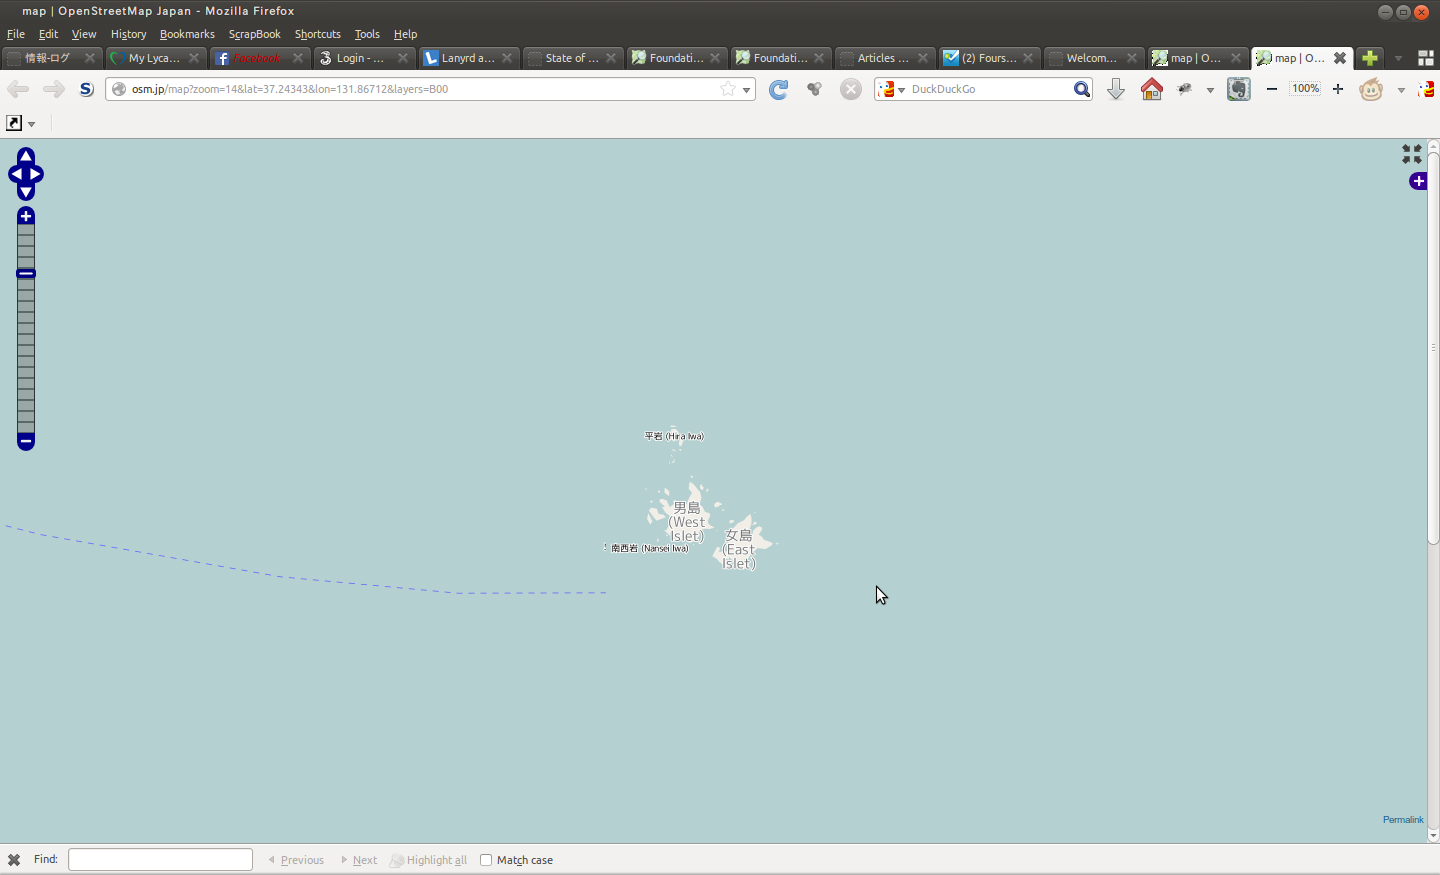 map | OpenStreetMap Japan - Mozilla Firefox
File Edit View History Bookmarks ScrapBook Shortcuts Tools Help
情報-ログ My Lyca... Facebook Login - ... Lanyrd a... State of ... Foundati... Foundati... Articles ... (2) Fours... Welcom... map | O... map | O...
osm.jp/map?zoom=14&lat=37.24343&lon=131.86712&layers=B00 DuckDuckGo 100%
平岩 (Hira Iwa)
男島
(West
Islet)
女島
(East
Islet)
南西岩 (Nansei Iwa)
Permalink
Find: Previous Next Highlight all Match case